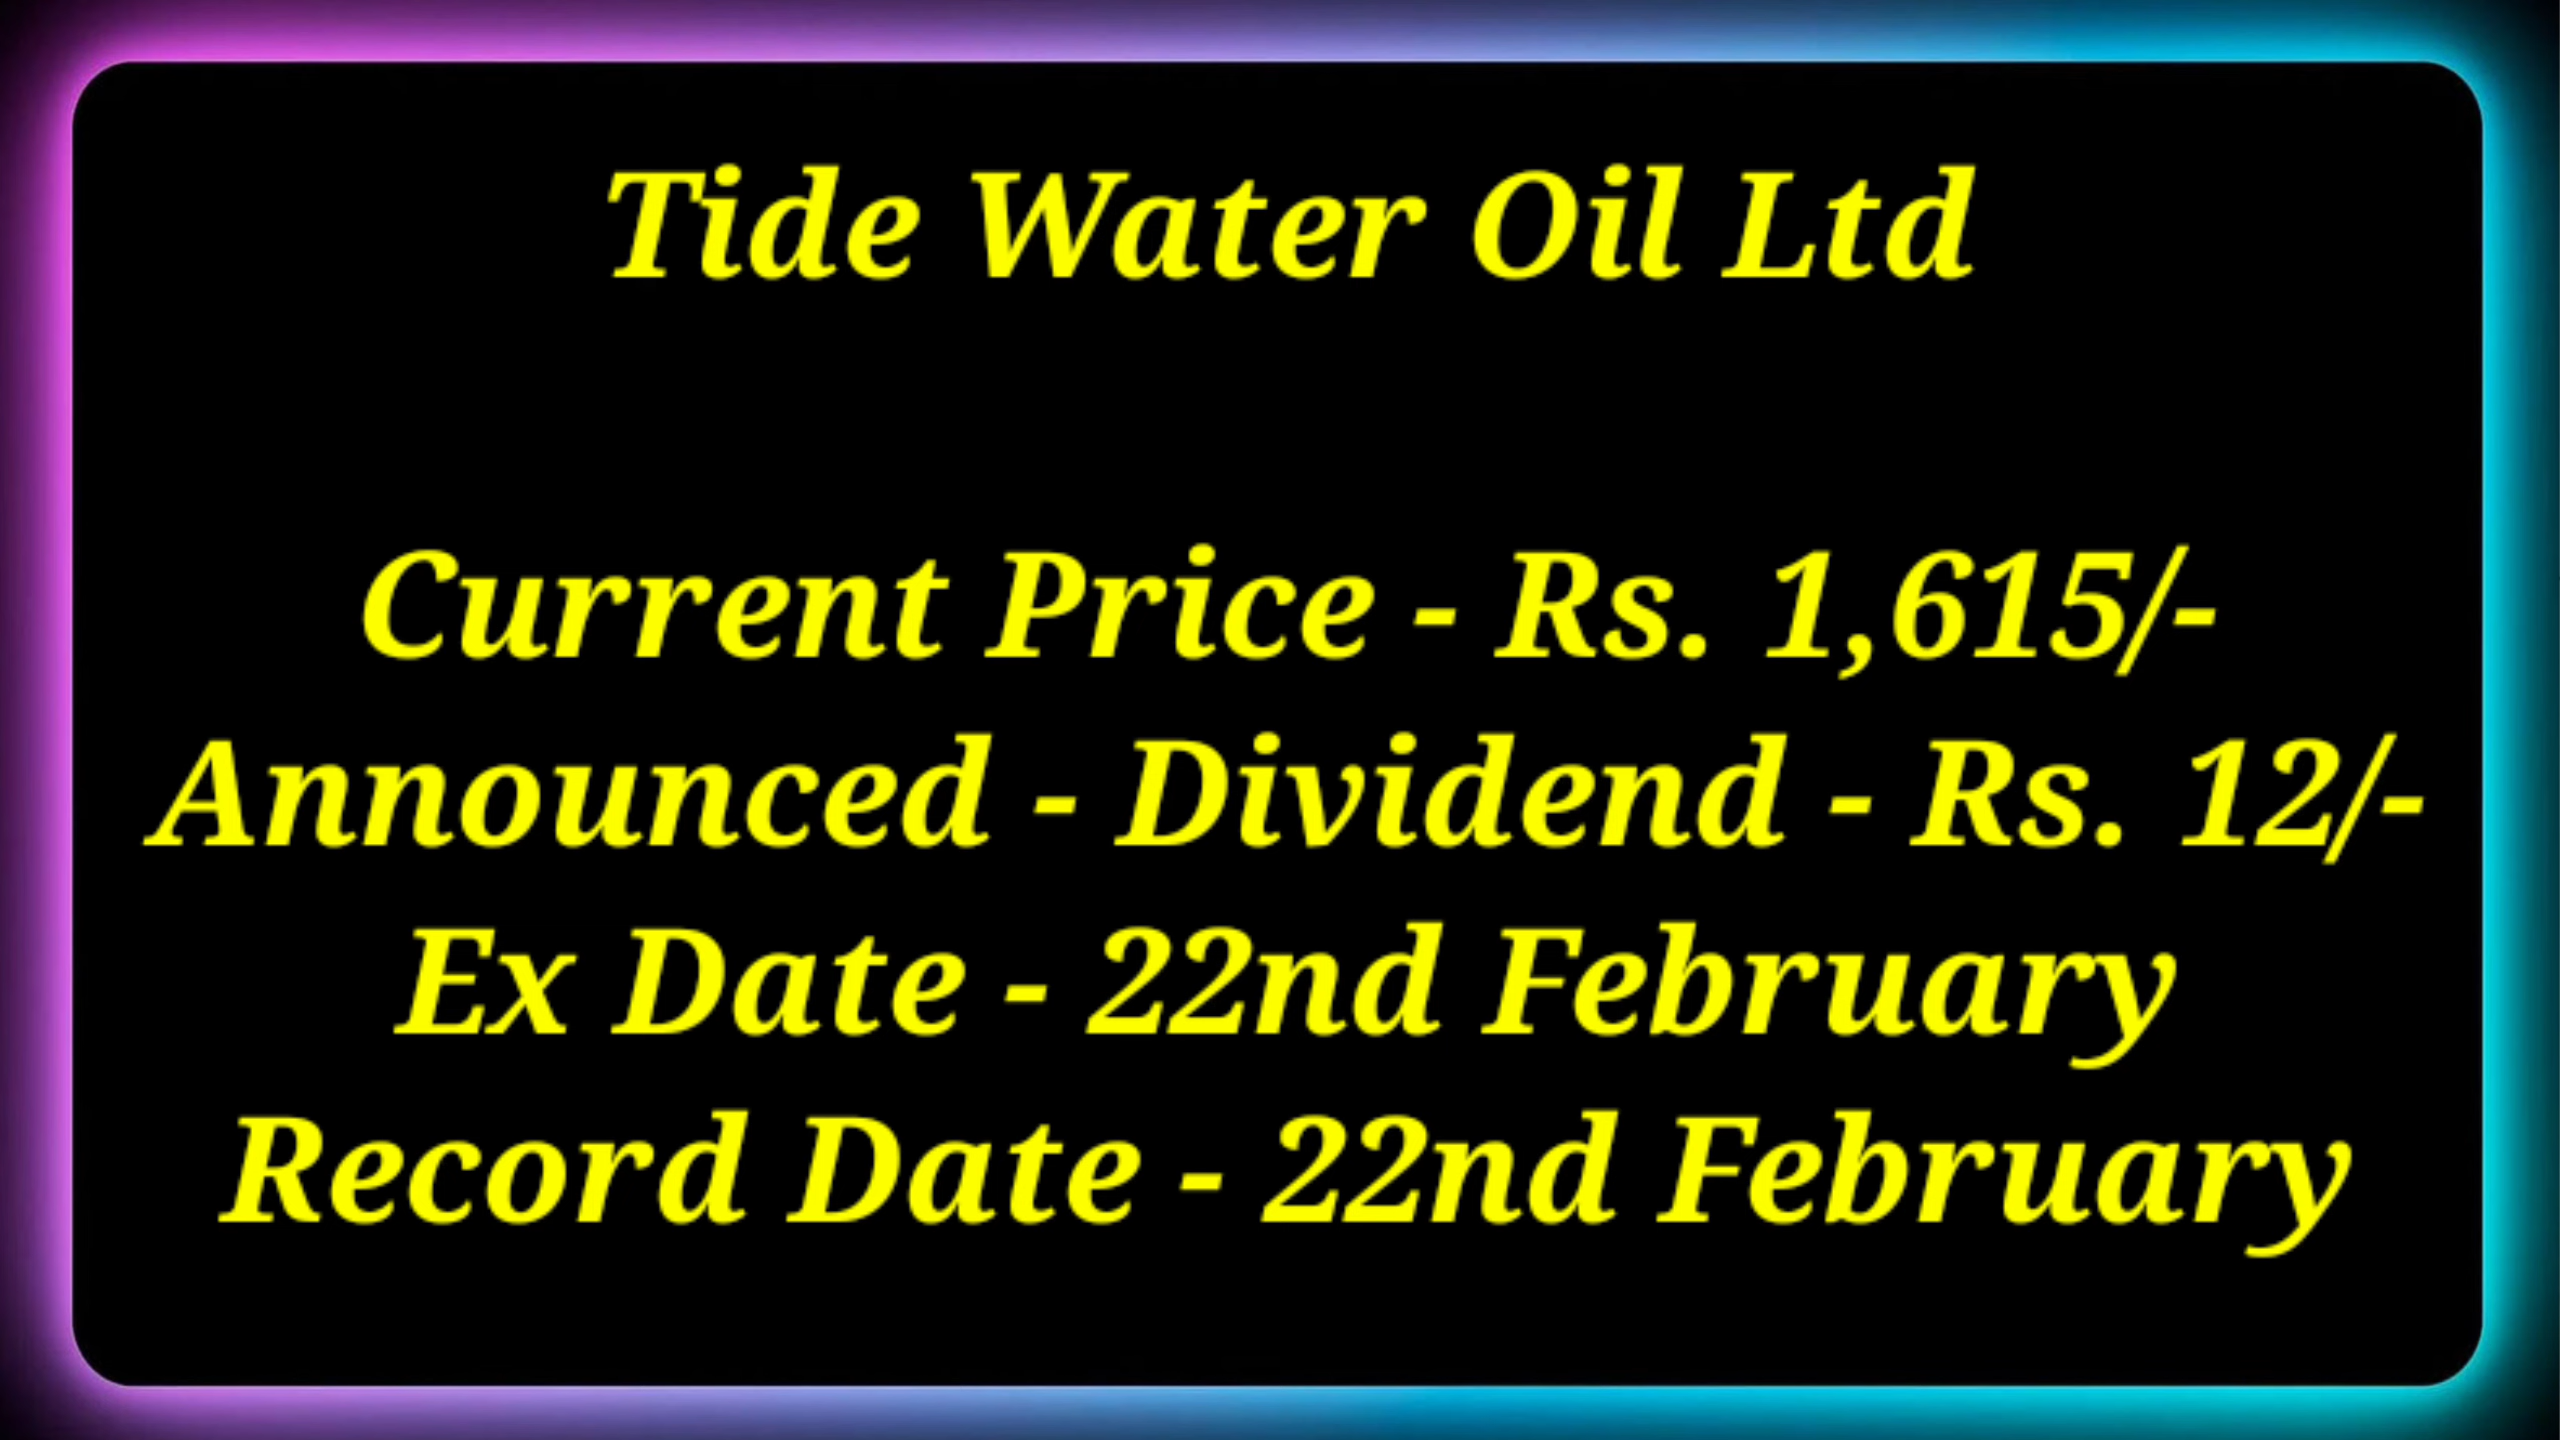 Tide Water Oil Ltd
Current Price - Rs. 1,615/-
Announced - Dividend - Rs. 12/-
Ex Date - 22nd February
Record Date - 22nd February